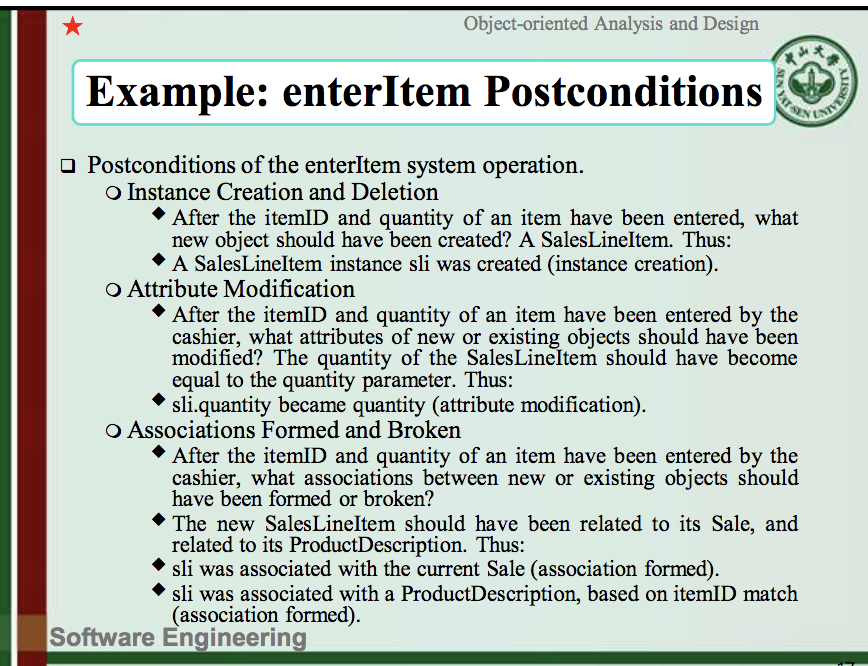 Object-oriented Analysis and Design
中山大學
SUN YAT-SEN UNIVERSITY
Example: enterItem Postconditions
❑ Postconditions of the enterItem system operation.
❍ Instance Creation and Deletion
◆ After the itemID and quantity of an item have been entered, what
new object should have been created? A SalesLineItem. Thus:
◆ A SalesLineItem instance sli was created (instance creation).
❍ Attribute Modification
◆ After the itemID and quantity of an item have been entered by the
cashier, what attributes of new or existing objects should have been
modified? The quantity of the SalesLineItem should have become
equal to the quantity parameter. Thus:
◆ sli.quantity became quantity (attribute modification).
❍ Associations Formed and Broken
◆ After the itemID and quantity of an item have been entered by the
cashier, what associations between new or existing objects should
have been formed or broken?
◆ The new SalesLineItem should have been related to its Sale, and
related to its ProductDescription. Thus:
◆ sli was associated with the current Sale (association formed).
◆ sli was associated with a ProductDescription, based on itemID match
(association formed).
Software Engineering